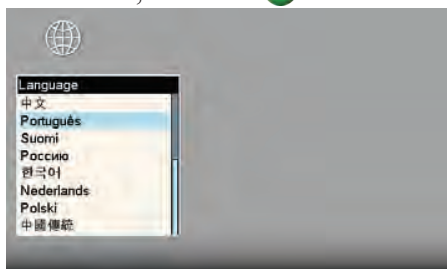 Language
中文
Português
Suomi
Россию
한국어
Nederlands
Polski
中國傳統